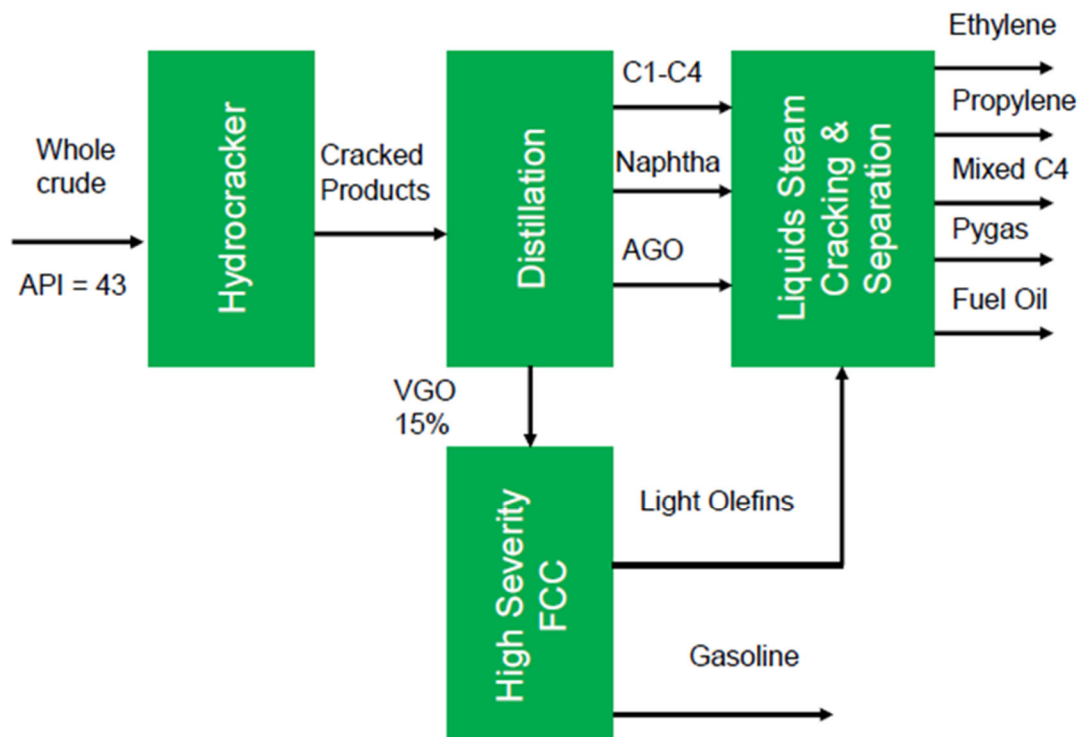 Whole
crude
API = 43
Hydrocracker
Cracked
Products
Distillation
C1-C4
Naphtha
AGO
Liquids Steam
Cracking &
Separation
Ethylene
Propylene
Mixed C4
Pygas
Fuel Oil
VGO
15%
High Severity
FCC
Light Olefins
Gasoline